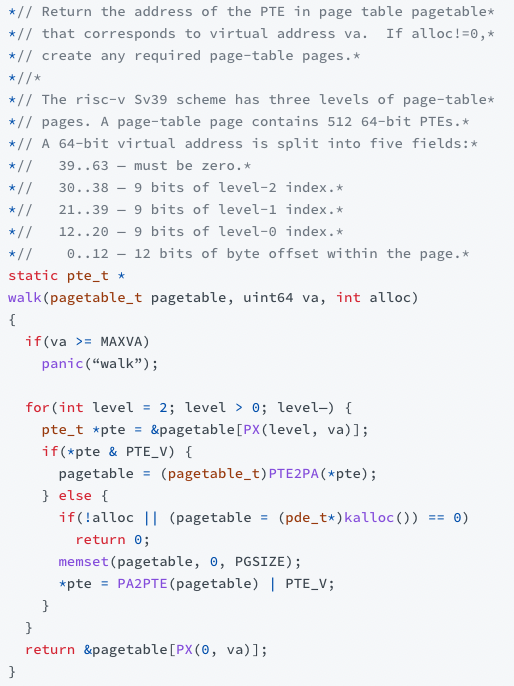 *// Return the address of the PTE in page table pagetable*
*// that corresponds to virtual address va.  If alloc!=0,*
*// create any required page-table pages.*
*//*
*// The risc-v Sv39 scheme has three levels of page-table*
*// pages. A page-table page contains 512 64-bit PTEs.*
*// A 64-bit virtual address is split into five fields:*
*//   39..63 — must be zero.*
*//   30..38 — 9 bits of level-2 index.*
*//   21..39 — 9 bits of level-1 index.*
*//   12..20 — 9 bits of level-0 index.*
*//    0..12 — 12 bits of byte offset within the page.*
static pte_t *
walk(pagetable_t pagetable, uint64 va, int alloc)
{
  if(va >= MAXVA)
    panic(“walk”);

  for(int level = 2; level > 0; level—) {
    pte_t *pte = &pagetable[PX(level, va)];
    if(*pte & PTE_V) {
      pagetable = (pagetable_t)PTE2PA(*pte);
    } else {
      if(!alloc || (pagetable = (pde_t*)kalloc()) == 0)
        return 0;
      memset(pagetable, 0, PGSIZE);
      *pte = PA2PTE(pagetable) | PTE_V;
    }
  }
  return &pagetable[PX(0, va)];
}